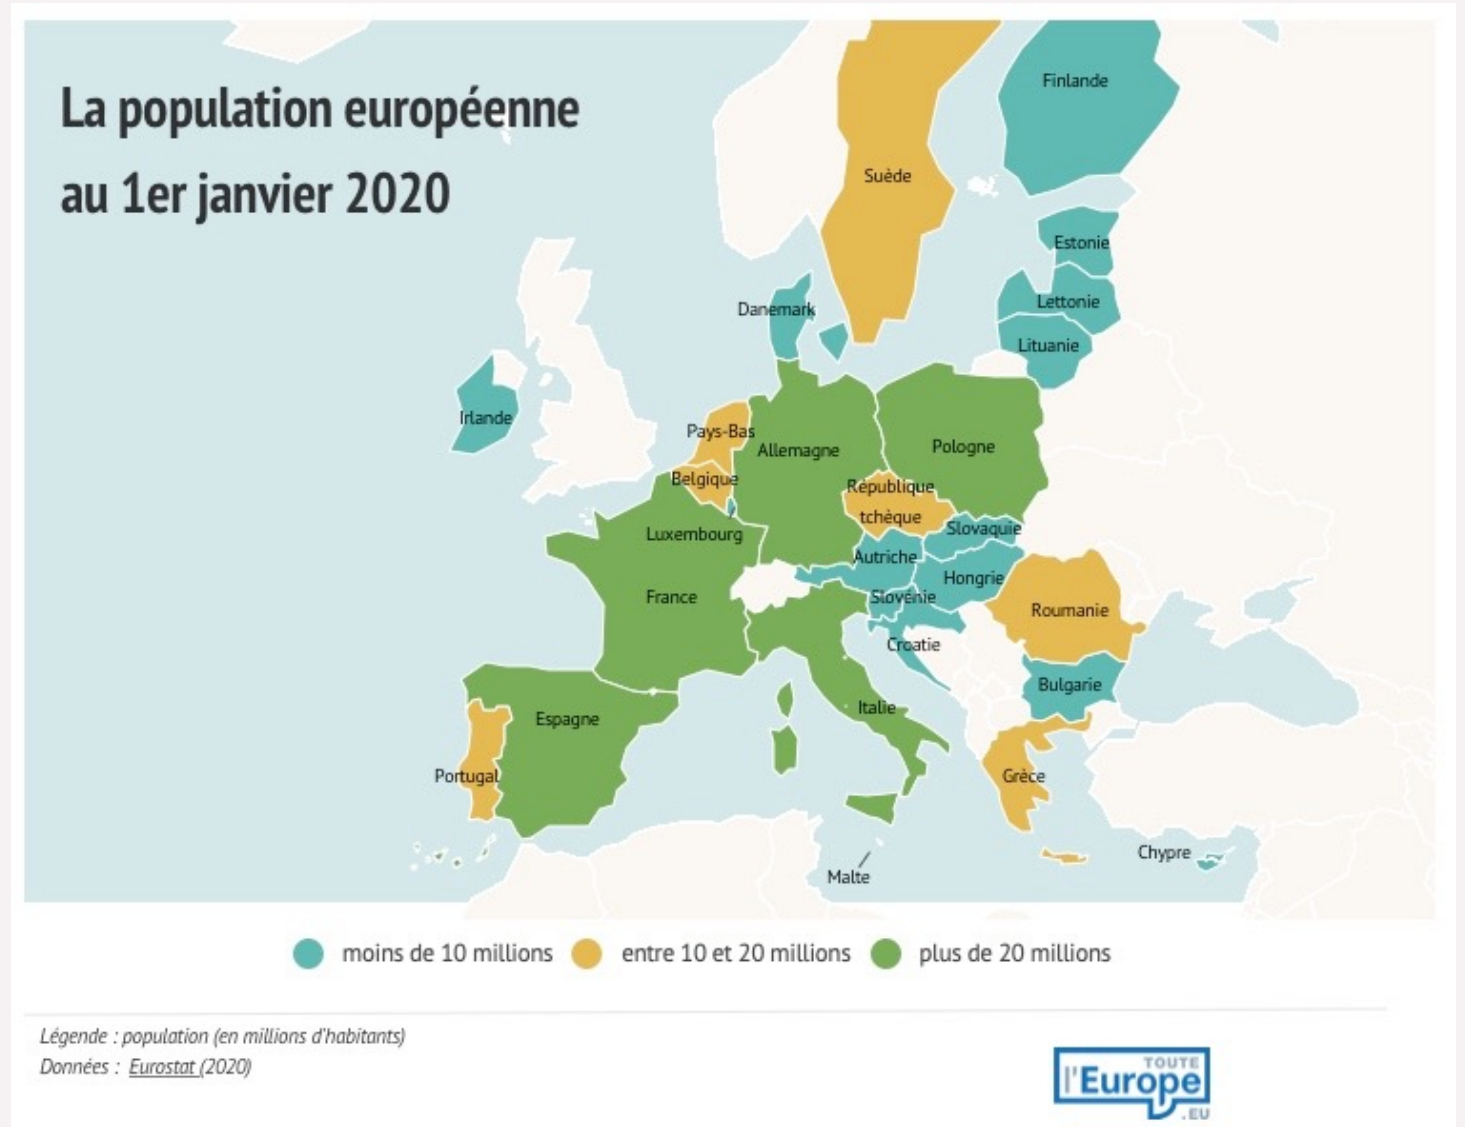 La population européenne
au 1er janvier 2020
Finlande
Suède
Estonie
Lettonie
Danemark
Lituanie
Irlande
Pays-Bas
Allemagne
Pologne
Belgique
République
tchèque
Slovaquie
Luxembourg
Autriche
Hongrie
France
Slovénie
Roumanie
Croatie
Bulgarie
Italie
Espagne
Portugal
Grèce
Chypre
Malte
moins de 10 millions
entre 10 et 20 millions
plus de 20 millions
Légende : population (en millions d'habitants)
Données : Eurostat (2020)
TOUTE
l'Europe
.EU